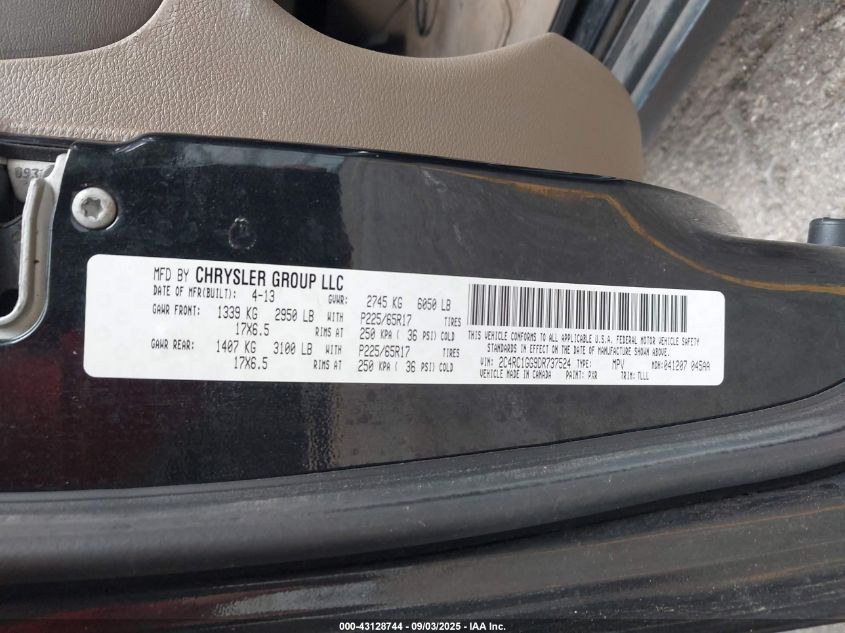 093
MFD BY CHRYSLER GROUP LLC
DATE OF MFR(BUILT): 4-13 GVWR: 2745 KG 6050 LB
GAWR FRONT: 1339 KG 2950 LB WITH P225/65R17 TIRES
17X6.5 RIMS AT 250 KPA ( 36 PSI) COLD
GAWR REAR: 1407 KG 3100 LB WITH P225/65R17 TIRES
17X6.5 RIMS AT 250 KPA ( 36 PSI) COLD
THIS VEHICLE CONFORMS TO ALL APPLICABLE U.S.A. FEDERAL MOTOR VEHICLE SAFETY
STANDARDS IN EFFECT ON THE DATE OF MANUFACTURE SHOWN ABOVE.
VIN: 2C4RC1GG9DR737524 TYPE: MPV MDH:041207 045AA
VEHICLE MADE IN CANADA PAINT: PXR TRIM: TLLL
000-43128744 - 09/03/2025 - IAA Inc.